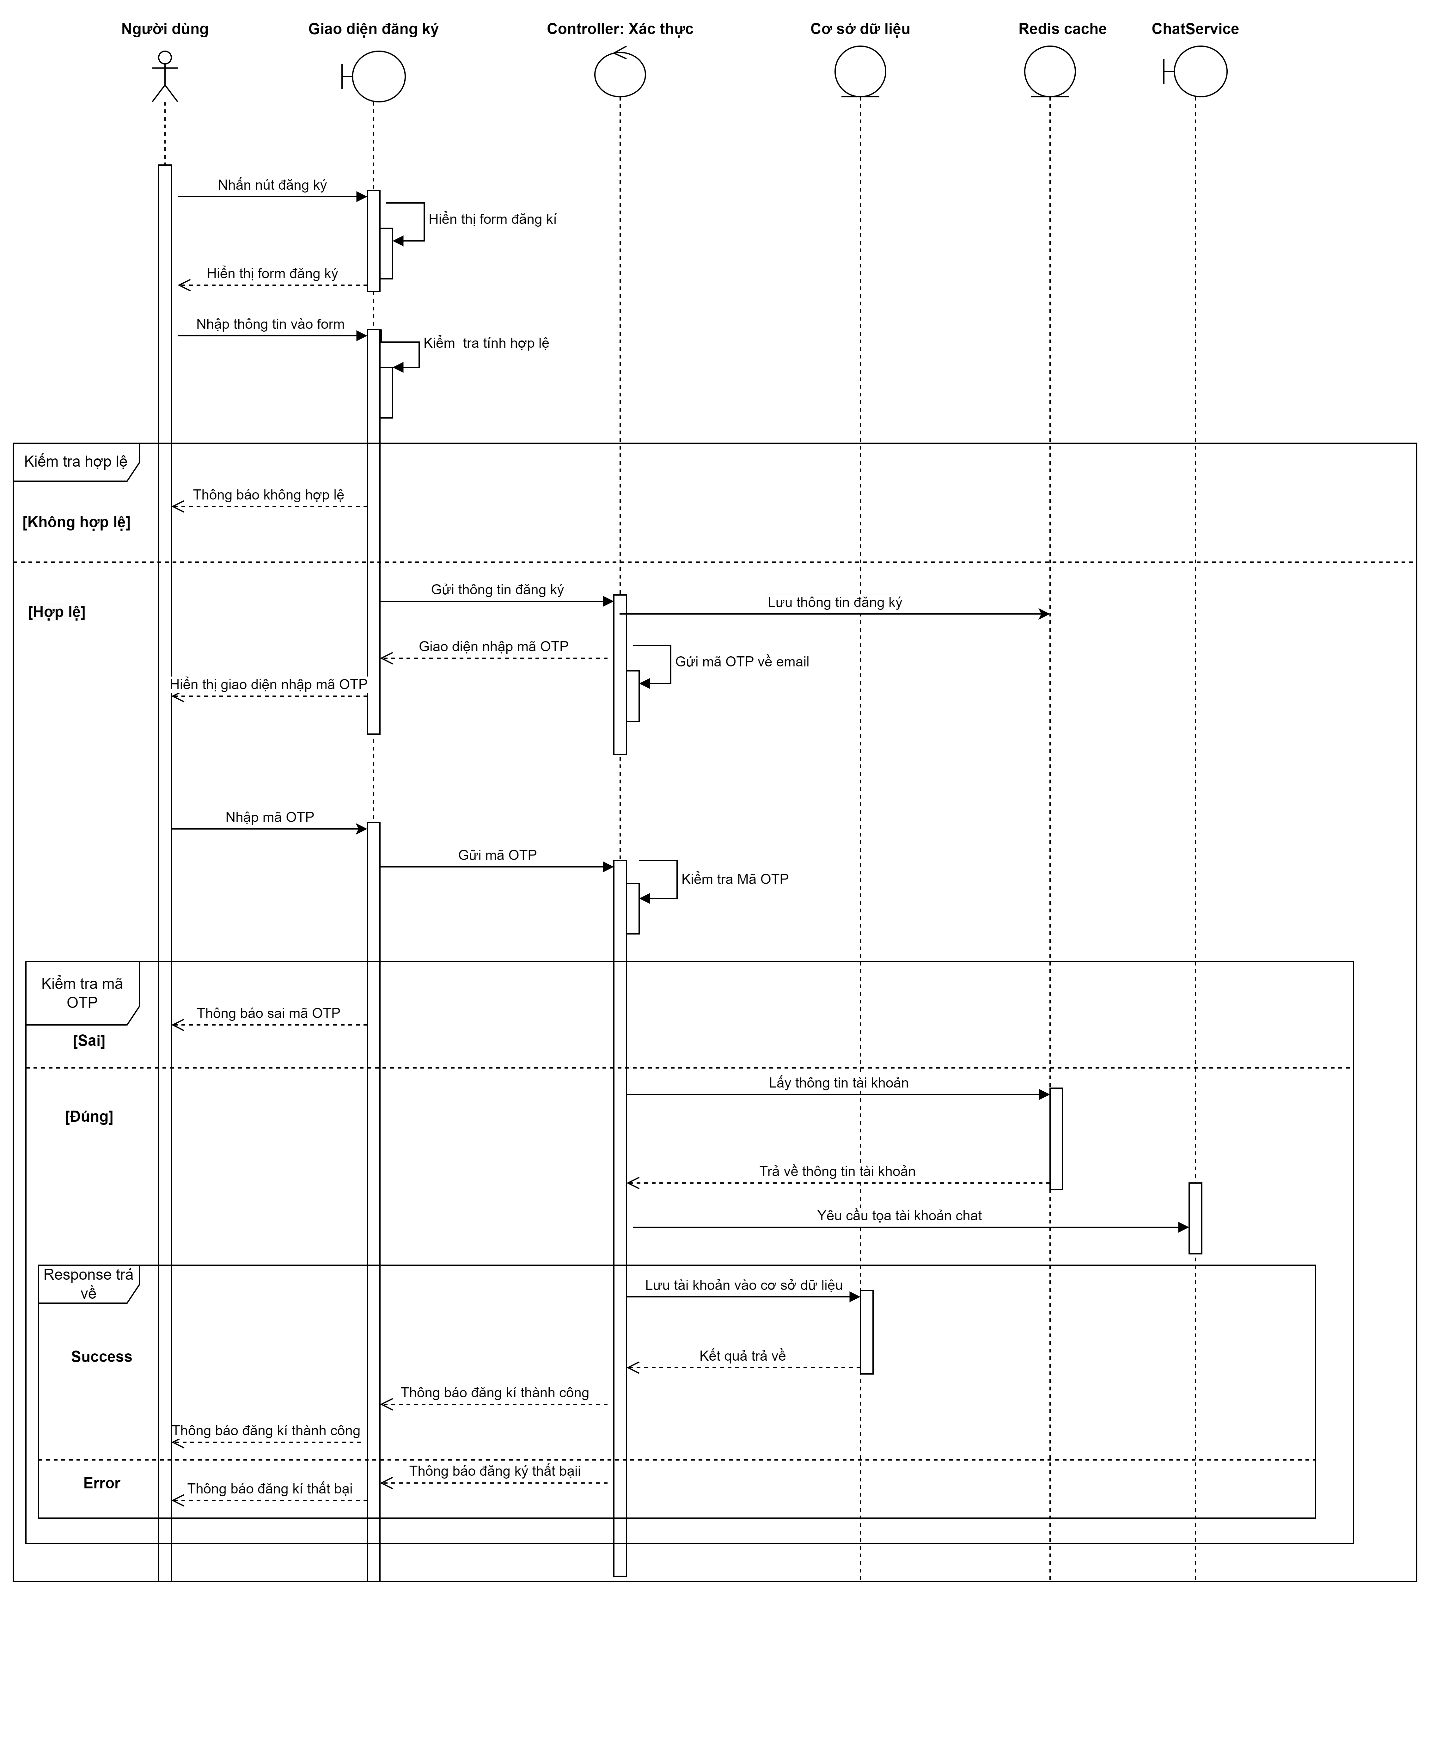 Người dùng
Giao diện đăng ký
Controller: Xác thực
Cơ sở dữ liệu
Redis cache
ChatService
Nhấn nút đăng ký
Hiển thị form đăng kí
Hiển thị form đăng ký
Nhập thông tin vào form
Kiểm tra tính hợp lệ
Kiểm tra hợp lệ
Thông báo không hợp lệ
[Không hợp lệ]
Gửi thông tin đăng ký
Lưu thông tin đăng ký
[Hợp lệ]
Giao diện nhập mã OTP
Gửi mã OTP về email
Hiển thị giao diện nhập mã OTP
Nhập mã OTP
Gữi mã OTP
Kiểm tra Mã OTP
Kiểm tra mã
OTP
Thông báo sai mã OTP
[Sai]
Lấy thông tin tài khoản
[Đúng]
Trả về thông tin tài khoản
Yêu cầu tọa tài khoản chat
Response trả
về
Lưu tài khoản vào cơ sở dữ liệu
Success
Kết quả trả về
Thông báo đăng kí thành công
Thông báo đăng kí thành công
Thông báo đăng ký thất bạii
Error
Thông báo đăng kí thất bại